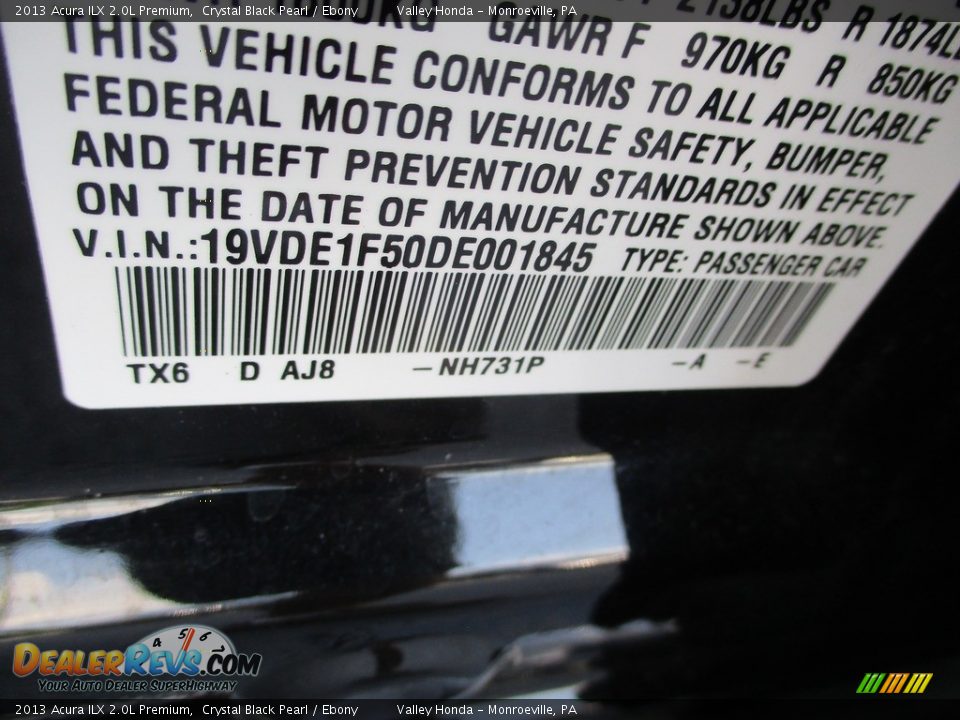 2013 Acura ILX 2.0L Premium, Crystal Black Pearl / Ebony Valley Honda – Monroeville, PA
GAWR F 970KG R 850KG
THIS VEHICLE CONFORMS TO ALL APPLICABLE
FEDERAL MOTOR VEHICLE SAFETY, BUMPER,
AND THEFT PREVENTION STANDARDS IN EFFECT
ON THE DATE OF MANUFACTURE SHOWN ABOVE.
V.I.N.:19VDE1F50DE001845 TYPE: PASSENGER CAR
TX6 D AJ8 –NH731P –A –E
4 5 6
DEALERREVS.COM
YOUR AUTO DEALER SUPERHIGHWAY
2013 Acura ILX 2.0L Premium, Crystal Black Pearl / Ebony Valley Honda – Monroeville, PA